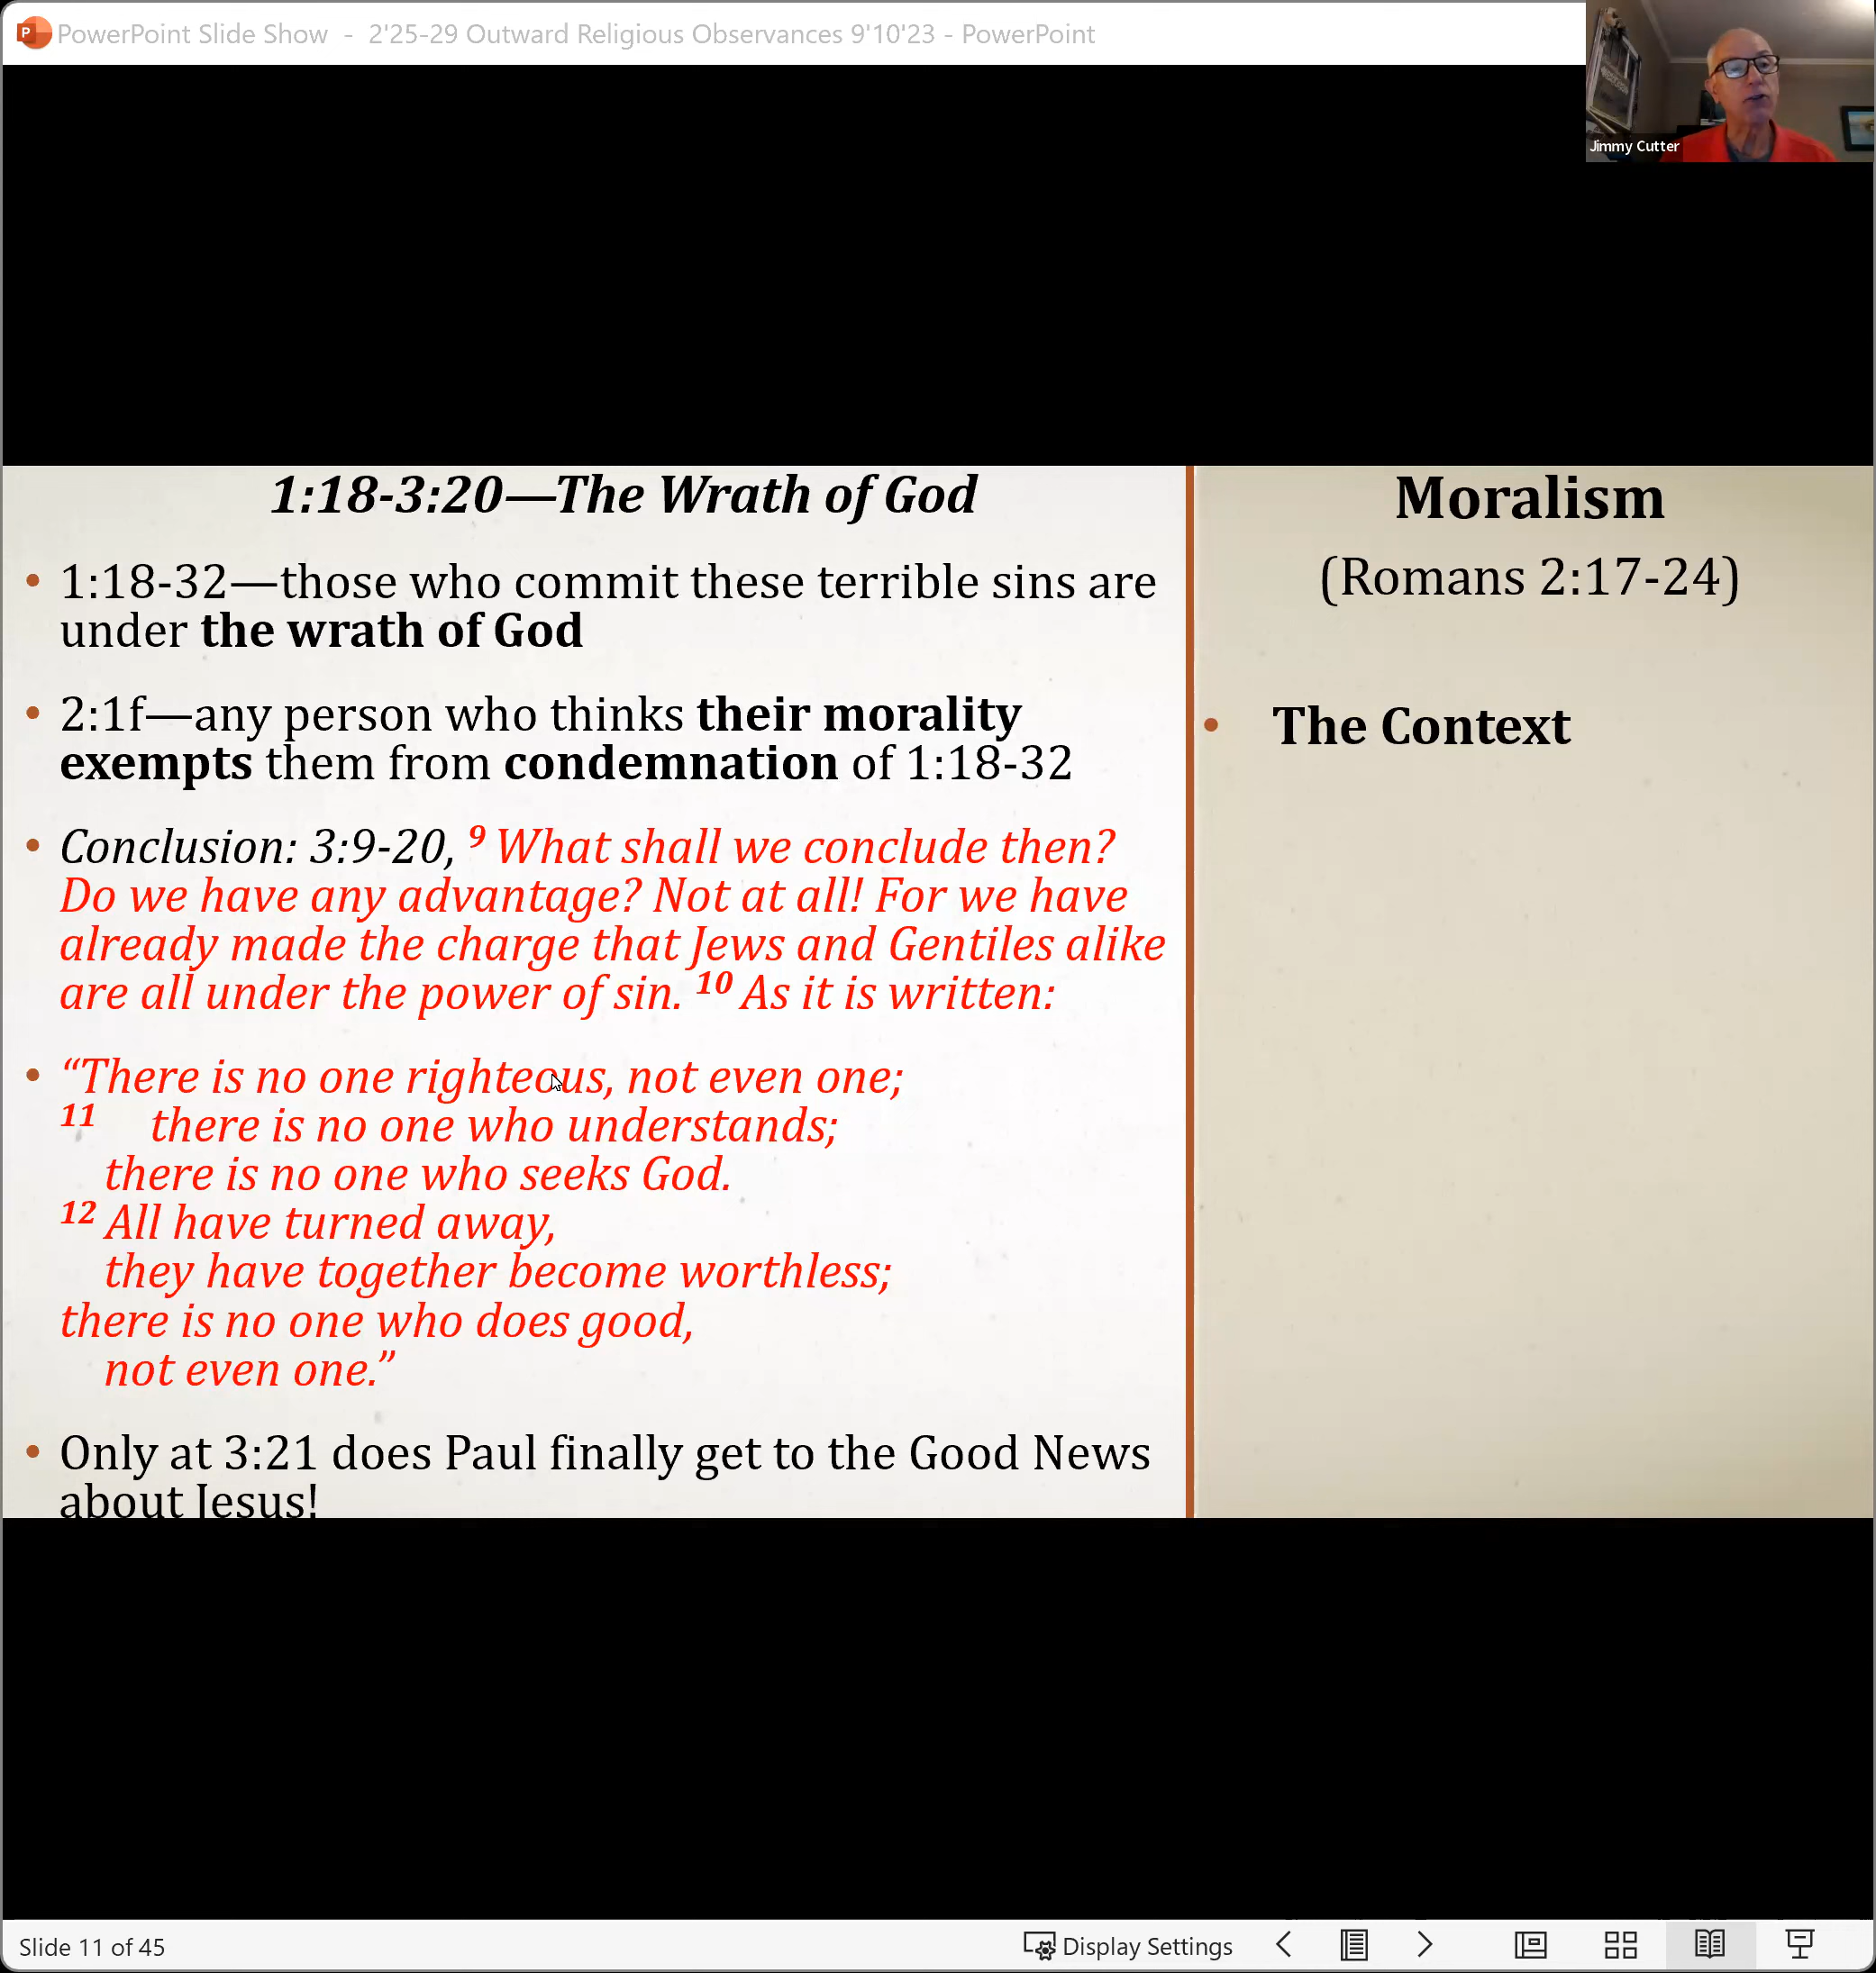 PowerPoint Slide Show - 2'25-29 Outward Religious Observances 9'10'23 - PowerPoint
Jimmy Cutter
1:18-3:20—The Wrath of God
• 1:18-32—those who commit these terrible sins are
under the wrath of God
• 2:1f—any person who thinks their morality
exempts them from condemnation of 1:18-32
• Conclusion: 3:9-20, 9 What shall we conclude then?
Do we have any advantage? Not at all! For we have
already made the charge that Jews and Gentiles alike
are all under the power of sin. 10 As it is written:
• “There is no one righteous, not even one;
11 there is no one who understands;
there is no one who seeks God.
12 All have turned away,
they have together become worthless;
there is no one who does good,
not even one.”
• Only at 3:21 does Paul finally get to the Good News
about Jesus!
Moralism
(Romans 2:17-24)
• The Context
Slide 11 of 45
Display Settings